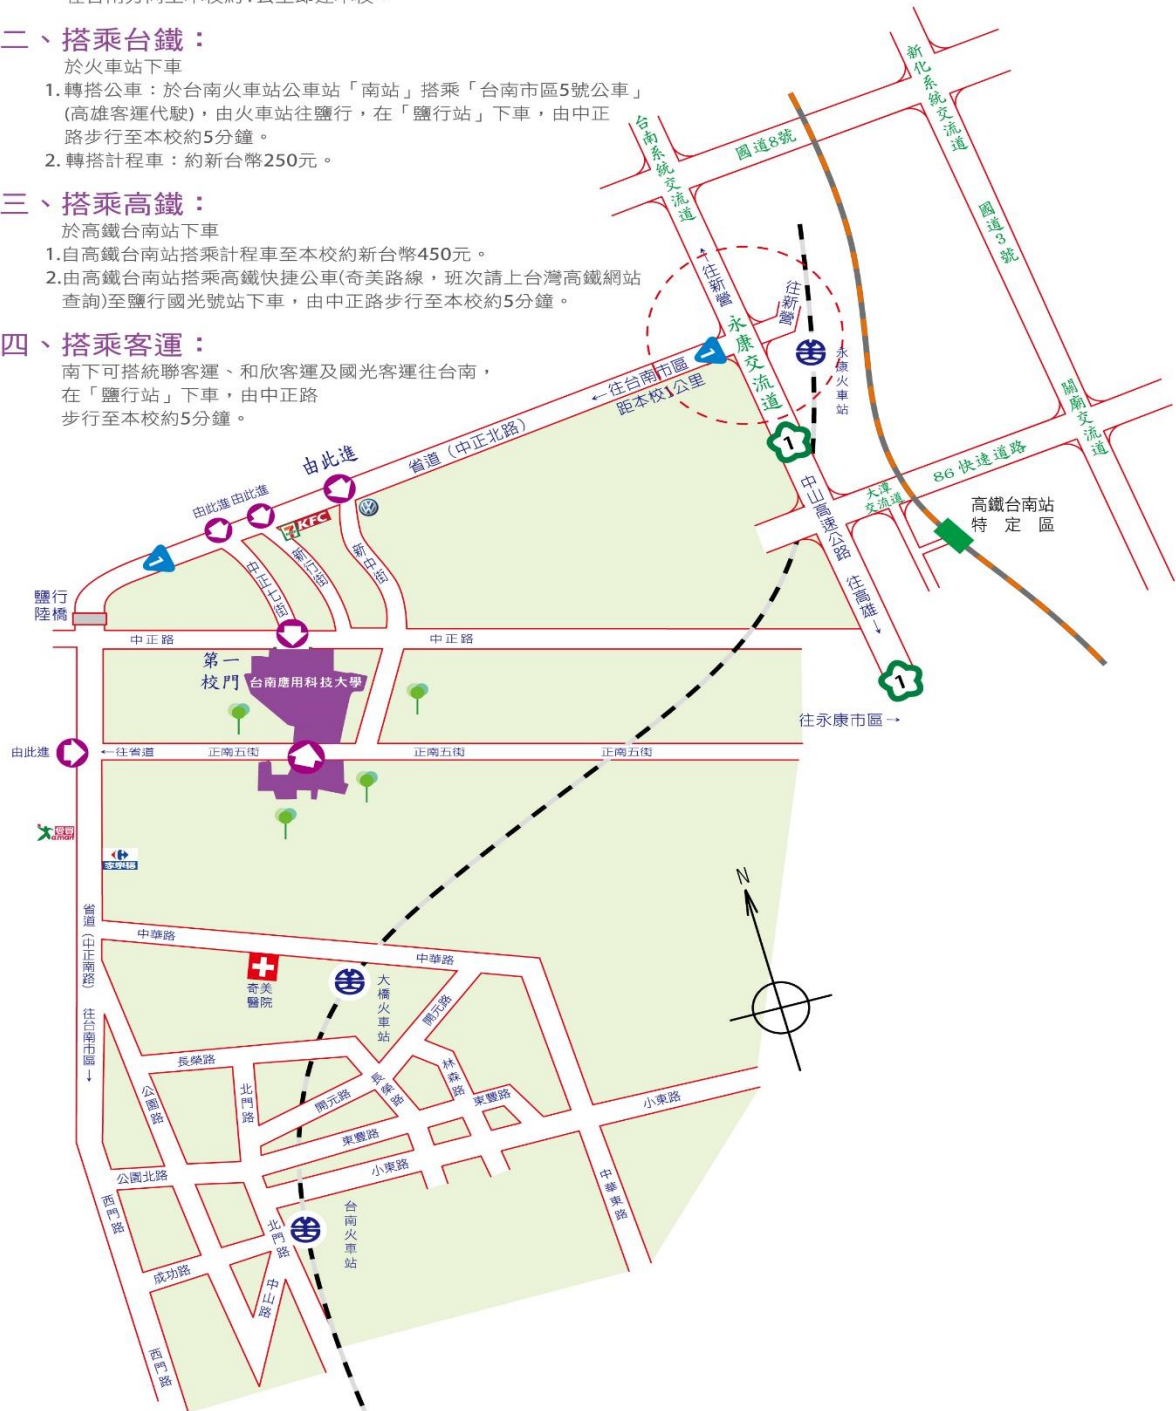 二、搭乘台鐵：
於火車站下車
1.轉搭公車：於台南火車站公車站「南站」搭乘「台南市區5號公車」
(高雄客運代駛)，由火車站往鹽行，在「鹽行站」下車，由中正
路步行至本校約5分鐘。
2.轉搭計程車：約新台幣250元。
三、搭乘高鐵：
於高鐵台南站下車
1.自高鐵台南站搭乘計程車至本校約新台幣450元。
2.由高鐵台南站搭乘高鐵快捷公車(奇美路線，班次請上台灣高鐵網站
查詢)至鹽行國光號站下車，由中正路步行至本校約5分鐘。
四、搭乘客運：
南下可搭統聯客運、和欣客運及國光客運往台南，
在「鹽行站」下車，由中正路
步行至本校約5分鐘。
新化系統交流道
台南系統交流道
國道8號
國道3號
←往新營
往新營
永康交流道
1
永康火車站
←往台南市區
距本校1公里
省道（中正北路）
關廟交流道
86快速道路
大潭
交流道
高鐵台南站
特定區
1
中山高速公路
往高雄→
1
往永康市區→
由此進
由此進
由此進
KFC
新中街
新行街
中正七街
1
鹽行
陸橋
中正路
中正路
第一
校門
台南應用科技大學
由此進
←往省道
正南五街
正南五街
正南五街
a.mart
家樂福
N
省道（中正南路）
往台南市區→
中華路
中華路
奇美
醫院
大橋火車站
開元路
長榮路
公園路
北門路
開元路
長榮路
林森路
東豐路
東豐路
小東路
小東路
公園北路
西門路
北門路
台南火車站
中華東路
成功路
中山路
西門路